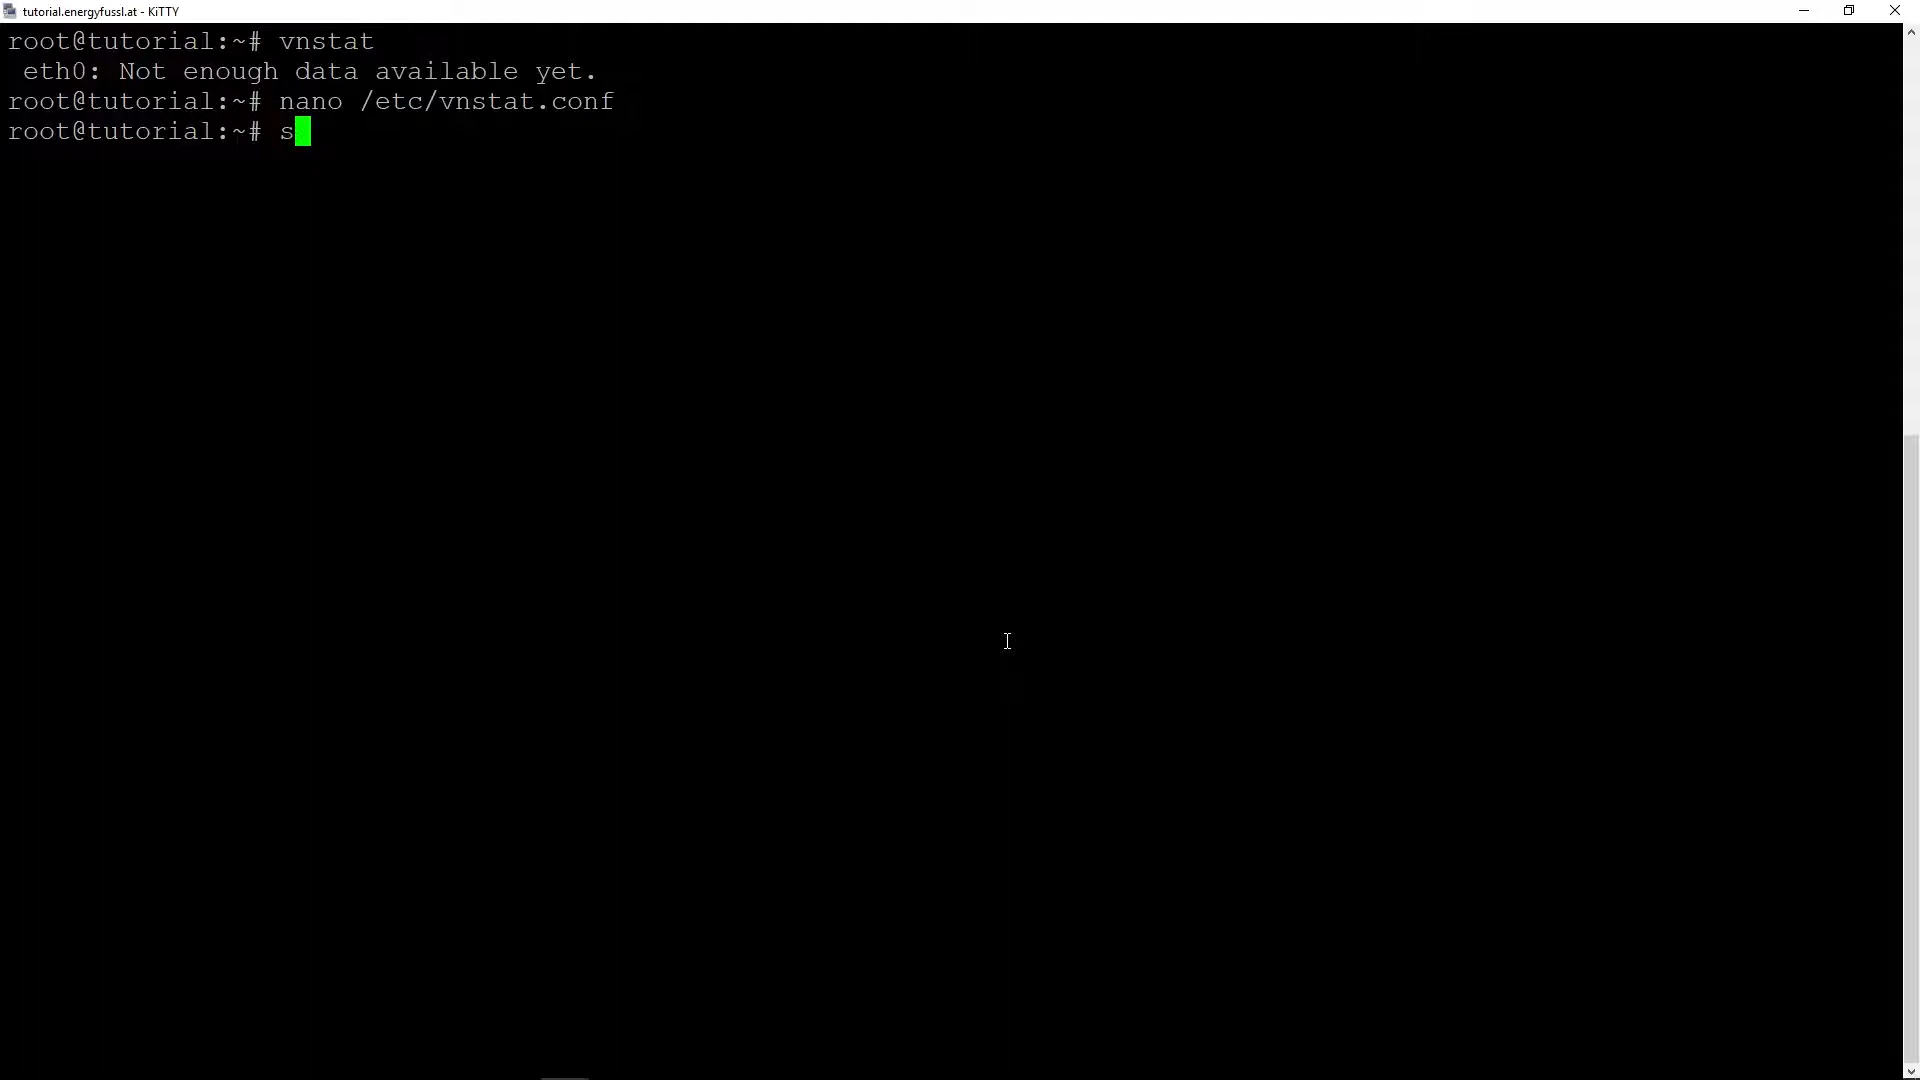 tutorial.energyfussl.at - KiTTY
root@tutorial:~# vnstat
 eth0: Not enough data available yet.
root@tutorial:~# nano /etc/vnstat.conf
root@tutorial:~# s